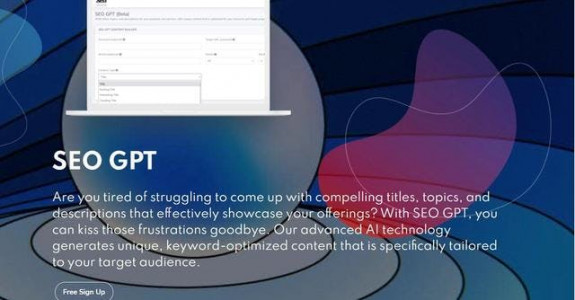 SEO GPT (Beta)
SEO GPT
Are you tired of struggling to come up with compelling titles, topics, and
descriptions that effectively showcase your offerings? With SEO GPT, you
can kiss those frustrations goodbye. Our advanced AI technology
generates unique, keyword-optimized content that is specifically tailored
to your target audience.
Free Sign Up